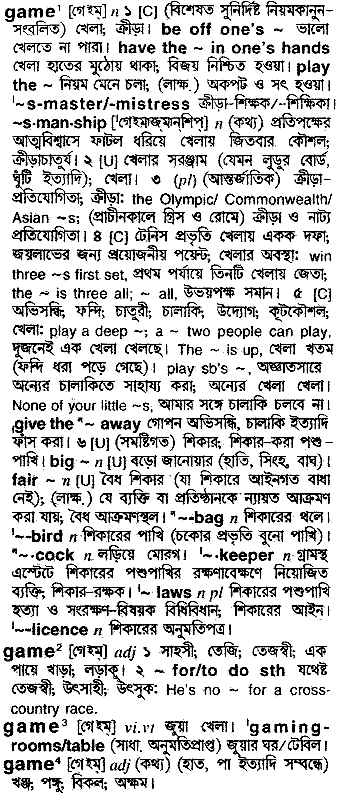 game¹ [গেইম্] n ১ [C] (বিশেষত সুনির্দিষ্ট নিয়মকানুন-
সংবলিত) খেলা; ক্রীড়া। be off one's ~ ভালো
খেলতে না পারা। have the ~ in one's hands
খেলা হাতের মুঠোয় থাকা; বিজয় নিশ্চিত হওয়া। play
the ~ নিয়ম মেনে চলা; (লাক্ষ.) অকপট ও সৎ হওয়া।
'~s-master/-mistress ক্রীড়া-শিক্ষক/-শিক্ষিকা।
~s·man·ship ['গেইম্জ্মান্শিপ্] n (কথ্য) প্রতিপক্ষের
আত্মবিশ্বাসে ফাটল ধরিয়ে খেলায় জিতবার কৌশল;
ক্রীড়াচাতুর্য। ২ [U] খেলার সরঞ্জাম (যেমন লুডুর বোর্ড,
ঘুঁটি ইত্যাদি); খেলা। ৩ (pl) (আন্তর্জাতিক) ক্রীড়া-
প্রতিযোগিতা; ক্রীড়া: the Olympic/ Commonwealth/
Asian ~s; (প্রাচীনকালে গ্রিস ও রোমে) ক্রীড়া ও নাট্য
প্রতিযোগিতা। ৪ [C] টেনিস প্রভৃতি খেলায় একক দফা;
জয়লাভের জন্য প্রয়োজনীয় পয়েন্ট; খেলার অবস্থা: win
three ~s first set, প্রথম পর্যায়ে তিনটি খেলায় জেতা;
the ~ is three all; ~ all, উভয়পক্ষ সমান। ৫ [C]
অভিসন্ধি, ফন্দি; চাতুরী; চালাকি; উদ্যোগ; কূটকৌশল;
খেলা: play a deep ~; a ~ two people can play,
দুজনেই এক খেলা খেলছে। The ~ is up, খেলা খতম
(ফন্দি ধরা পড়ে গেছে)। play sb's ~, অজ্ঞাতসারে
অন্যের চালাকিতে সাহায্য করা; অন্যের খেলা খেলা।
None of your little ~s, আমার সঙ্গে চালাকি চলবে না।
give the "~ away গোপন অভিসন্ধি, চালাকি ইত্যাদি
ফাঁস করা। ৬ [U] (সমষ্টিগত) শিকার; শিকার-করা পশু-
পাখি। big ~ n [U] বড়ো জানোয়ার (হাতি, সিংহ, বাঘ)।
fair ~ n [U] বৈধ শিকার (যা শিকারে আইনগত বাধা
নেই); (লাক্ষ.) যে ব্যক্তি বা প্রতিষ্ঠানকে ন্যায়ত আক্রমণ
করা যায়; বৈধ আক্রমণস্থল। "~-bag n শিকারের থলে।
'~-bird n শিকারের পাখি (চকোর প্রভৃতি বুনো পাখি)।
"~-cock n লড়িয়ে মোরগ। '~-keeper n গ্রামস্থ
এস্টেটে শিকারের পশুপাখির রক্ষণাবেক্ষণে নিয়োজিত
ব্যক্তি; শিকার-রক্ষক। '~ laws n pl শিকারের পশুপাখি
হত্যা ও সংরক্ষণ-বিষয়ক বিধিবিধান; শিকারের আইন।
'~-licence n শিকারের অনুমতিপত্র।
game² [গেইম্] adj ১ সাহসী; তেজি; তেজস্বী; এক
পায়ে খাড়া; লড়াকু। ২ ~ for/to do sth যথেষ্ট
তেজস্বী; উৎসাহী; উৎসুক: He's no ~ for a cross-
country race.
game³ [গেইম্] vi.vt জুয়া খেলা। 'gaming-
rooms/table (সাধা. অনুমতিপ্রাপ্ত) জুয়ার ঘর/টেবিল।
game⁴ [গেইম্] adj (কথ্য) (হাত, পা ইত্যাদি সম্বন্ধে)
খঞ্জ; পঙ্গু; বিকল; অক্ষম।